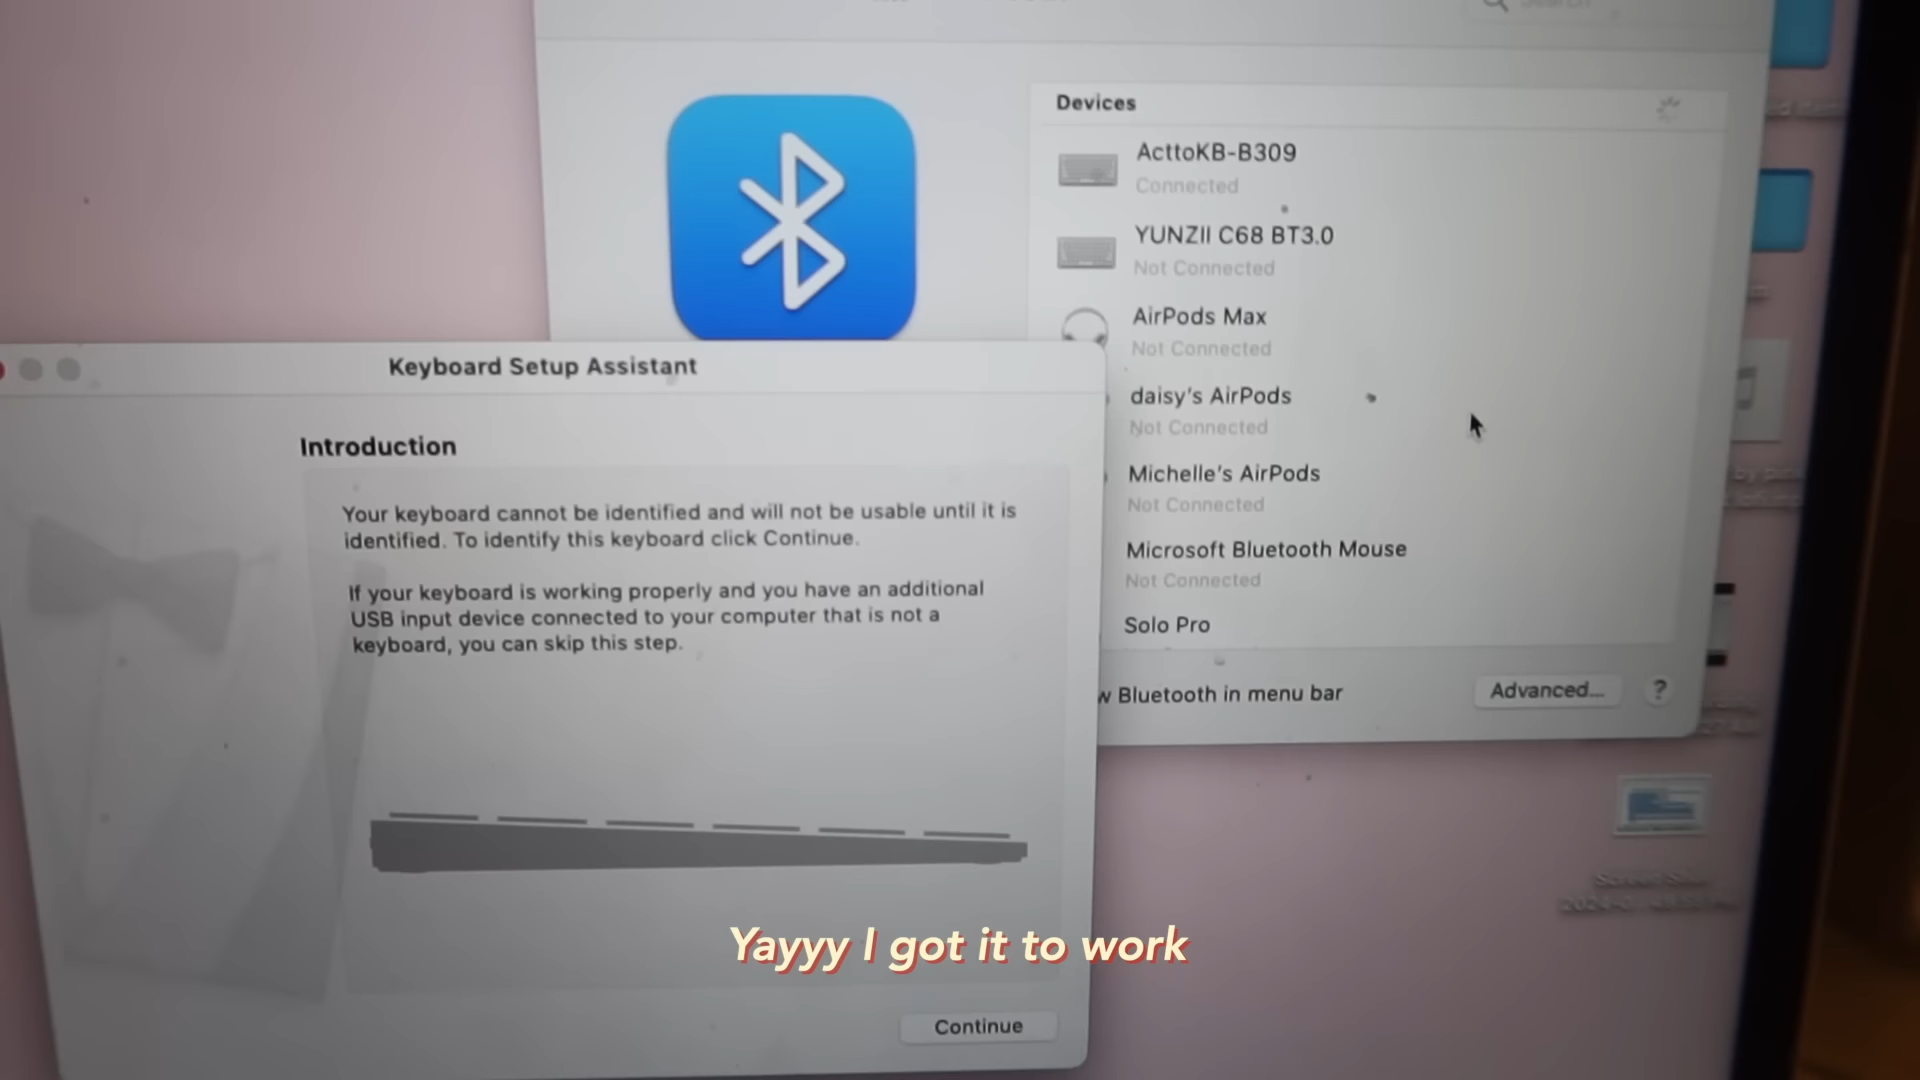 Devices
ActtoKB-B309
Connected
YUNZII C68 BT3.0
Not Connected
AirPods Max
Not Connected
daisy's AirPods
Not Connected
Michelle's AirPods
Not Connected
Microsoft Bluetooth Mouse
Not Connected
Solo Pro
Bluetooth in menu bar
Advanced...
?
Keyboard Setup Assistant
Introduction
Your keyboard cannot be identified and will not be usable until it is
identified. To identify this keyboard click Continue.
If your keyboard is working properly and you have an additional
USB input device connected to your computer that is not a
keyboard, you can skip this step.
Continue
Yayyy I got it to work